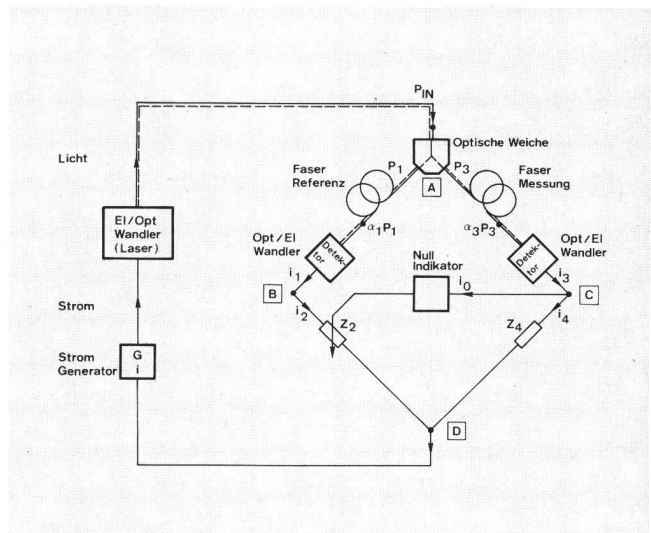 P_IN
Optische Weiche
Licht
Faser
Referenz
P₁
P₃
Faser
Messung
A
El/Opt
Wandler
(Laser)
α₁P₁
α₃P₃
Opt/El
Wandler
Detek-
tor
Null
Indikator
Opt/El
Wandler
Detek-
tor
i₁
i₃
B
i₀
C
Strom
i₂
Z₂
Z₄
i₄
Strom
Generator
G
i
D